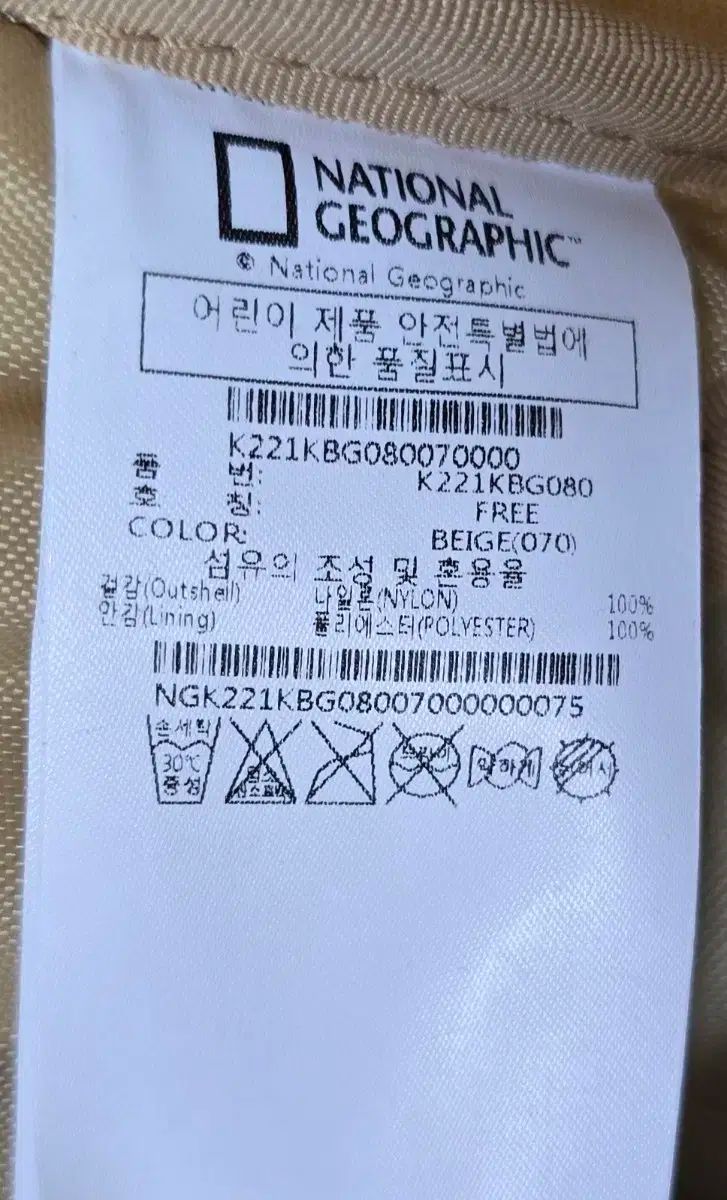 NATIONAL
GEOGRAPHIC™
© National Geographic
어린이 제품 안전특별법에
의한 품질표시
K221KBG080070000
품 번: K221KBG080
호 칭: FREE
COLOR: BEIGE(070)
섬유의 조성 및 혼용율
겉감(Outshell) 나일론(NYLON) 100%
안감(Lining) 폴리에스터(POLYESTER) 100%
NGK221KBG08007000000075
손세탁 약하게
30℃
중성